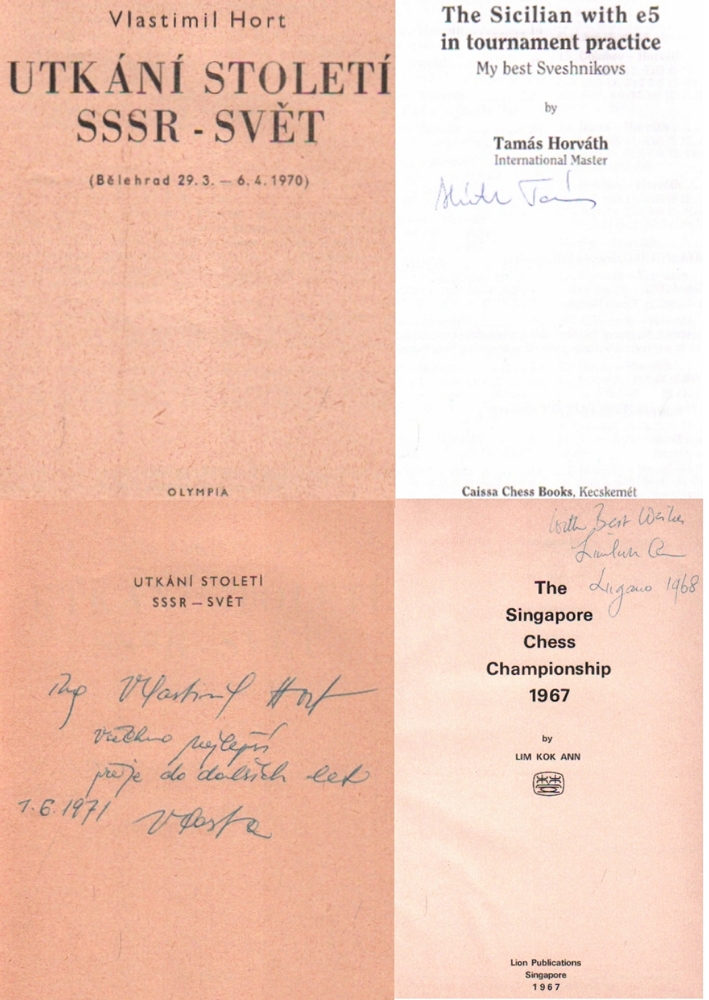 Vlastimil Hort
UTKÁNÍ STOLETÍ
SSSR - SVĚT
(Bělehrad 29.3. — 6.4.1970)
OLYMPIA
The Sicilian with e5
in tournament practice
My best Sveshnikovs
by
Tamás Horváth
International Master
Caissa Chess Books, Kecskemét
UTKÁNÍ STOLETÍ
SSSR — SVĚT
Ing Vlastimil Hort
všechno nejlepší
přeje do dalších let
1.6.1971 Vlasta
With Best Wishes
Lugano 1968
The
Singapore
Chess
Championship
1967
by
LIM KOK ANN
Lion Publications
Singapore
1967